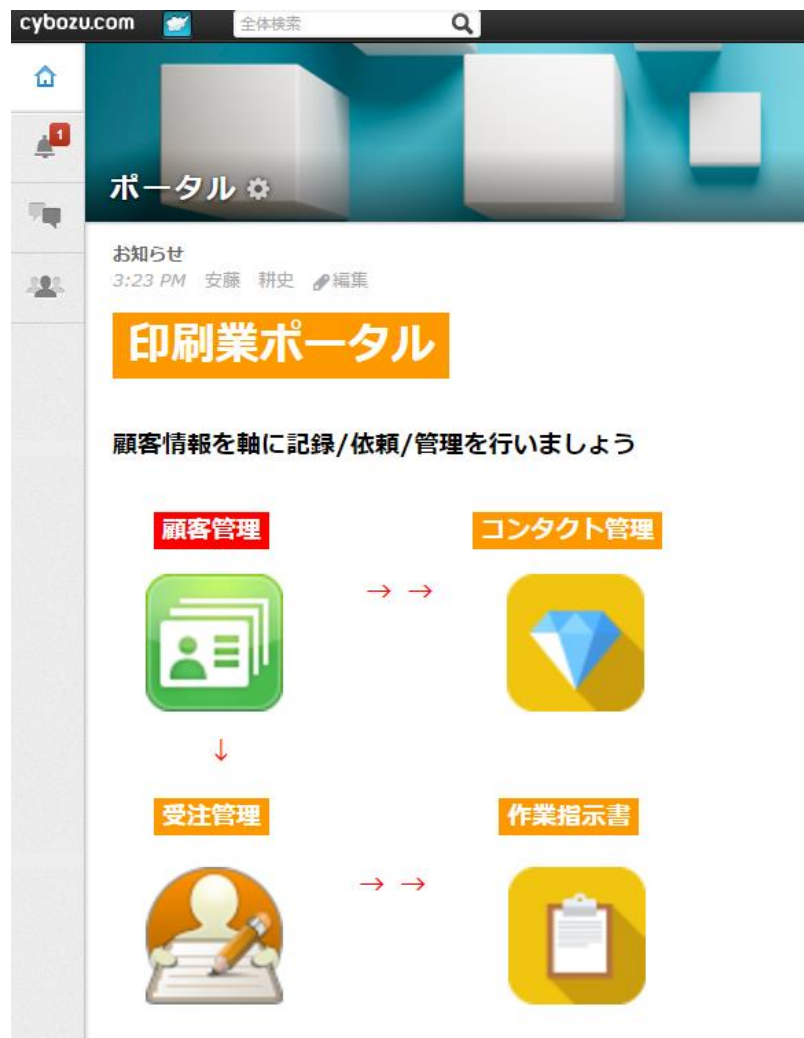 cybozu.com 全体検索
1
ポータル
お知らせ
3:23 PM 安藤 耕史 編集
印刷業ポータル
顧客情報を軸に記録/依頼/管理を行いましょう
顧客管理 コンタクト管理
→ →
↓
受注管理 作業指示書
→ →